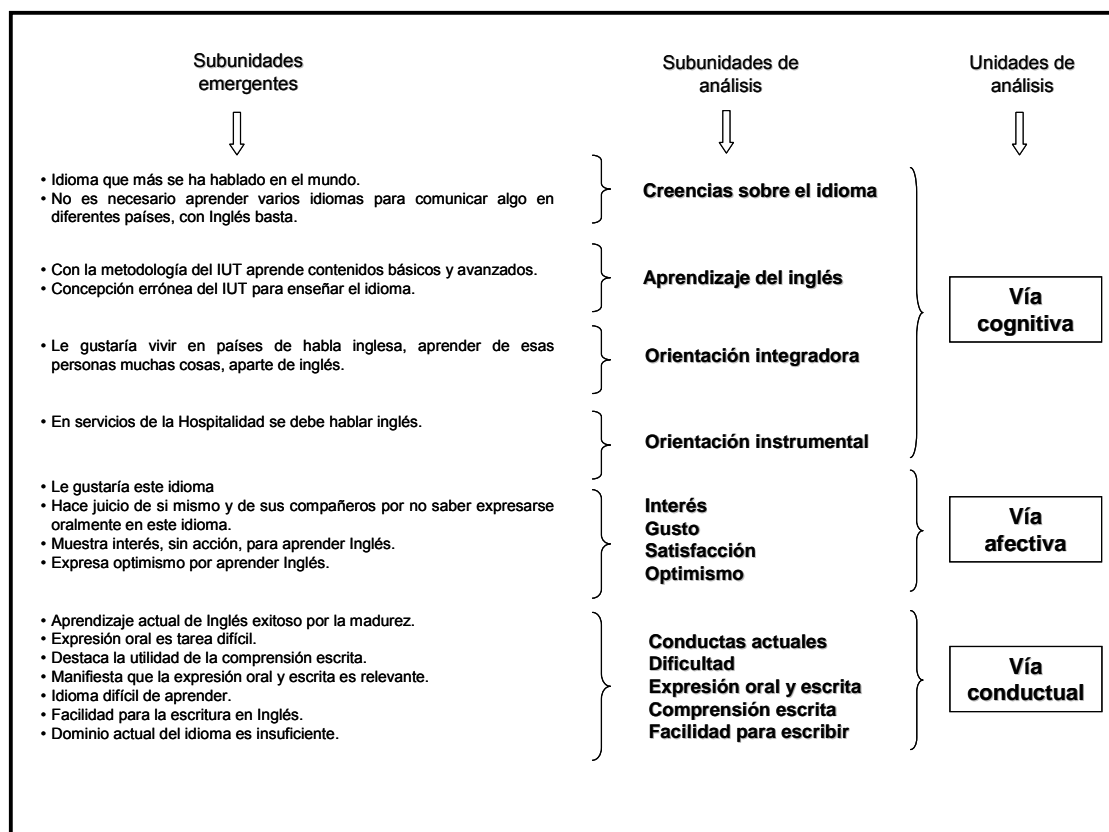 Subunidades
emergentes
Subunidades de
análisis
Unidades de
análisis
• Idioma que más se ha hablado en el mundo.
• No es necesario aprender varios idiomas para comunicar algo en
diferentes países, con Inglés basta.
Creencias sobre el idioma
• Con la metodología del IUT aprende contenidos básicos y avanzados.
• Concepción errónea del IUT para enseñar el idioma.
Aprendizaje del inglés
• Le gustaría vivir en países de habla inglesa, aprender de esas
personas muchas cosas, aparte de inglés.
Orientación integradora
• En servicios de la Hospitalidad se debe hablar inglés.
Orientación instrumental
Vía
cognitiva
• Le gustaría este idioma
• Hace juicio de si mismo y de sus compañeros por no saber expresarse
oralmente en este idioma.
• Muestra interés, sin acción, para aprender Inglés.
• Expresa optimismo por aprender Inglés.
Interés
Gusto
Satisfacción
Optimismo
Vía
afectiva
• Aprendizaje actual de Inglés exitoso por la madurez.
• Expresión oral es tarea difícil.
• Destaca la utilidad de la comprensión escrita.
• Manifiesta que la expresión oral y escrita es relevante.
• Idioma difícil de aprender.
• Facilidad para la escritura en Inglés.
• Dominio actual del idioma es insuficiente.
Conductas actuales
Dificultad
Expresión oral y escrita
Comprensión escrita
Facilidad para escribir
Vía
conductual